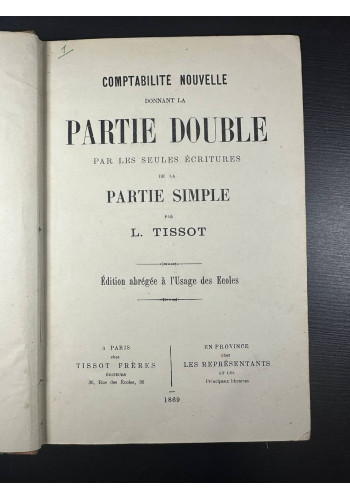 1
COMPTABILITÉ NOUVELLE
DONNANT LA
PARTIE DOUBLE
PAR LES SEULES ÉCRITURES
DE LA
PARTIE SIMPLE
PAR
L. TISSOT
Édition abrégée à l'Usage des Ecoles
A PARIS
chez
TISSOT FRÈRES
ÉDITEURS
36, Rue des Écoles, 36
EN PROVINCE
chez
LES REPRÉSENTANTS
ET LES
Principaux libraires
1869